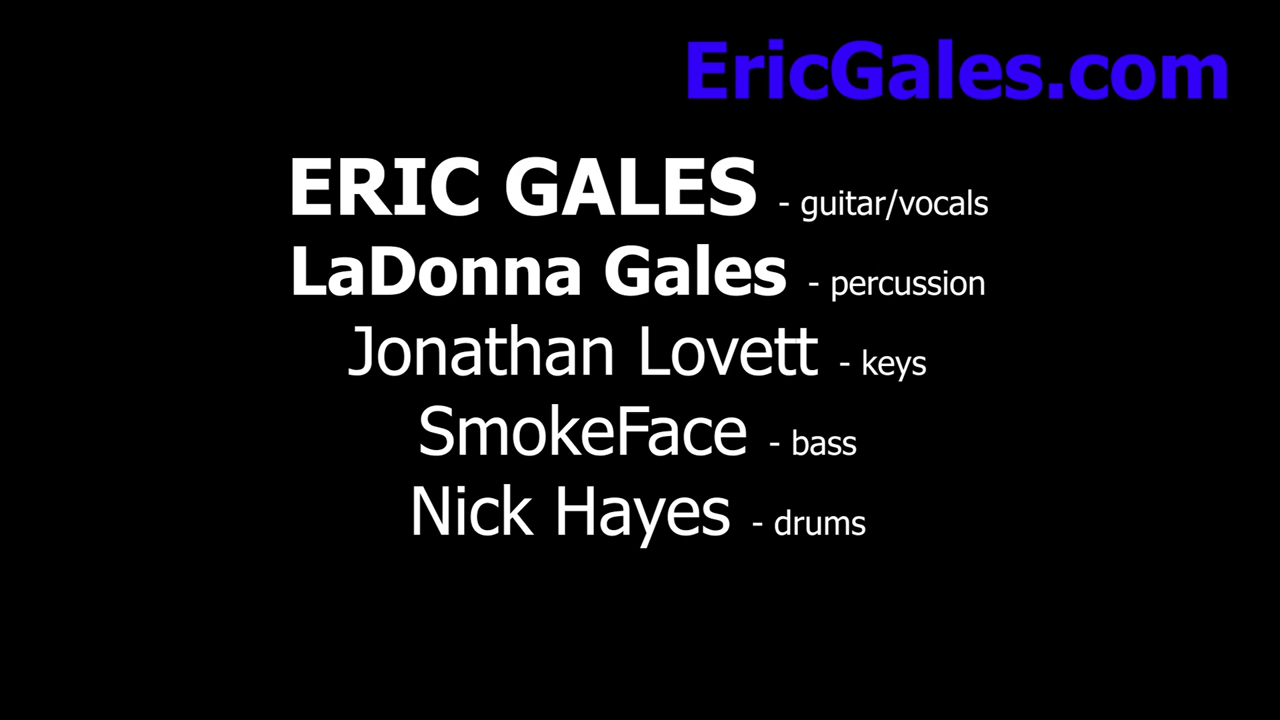 EricGales.com
ERIC GALES - guitar/vocals
LaDonna Gales - percussion
Jonathan Lovett - keys
SmokeFace - bass
Nick Hayes - drums